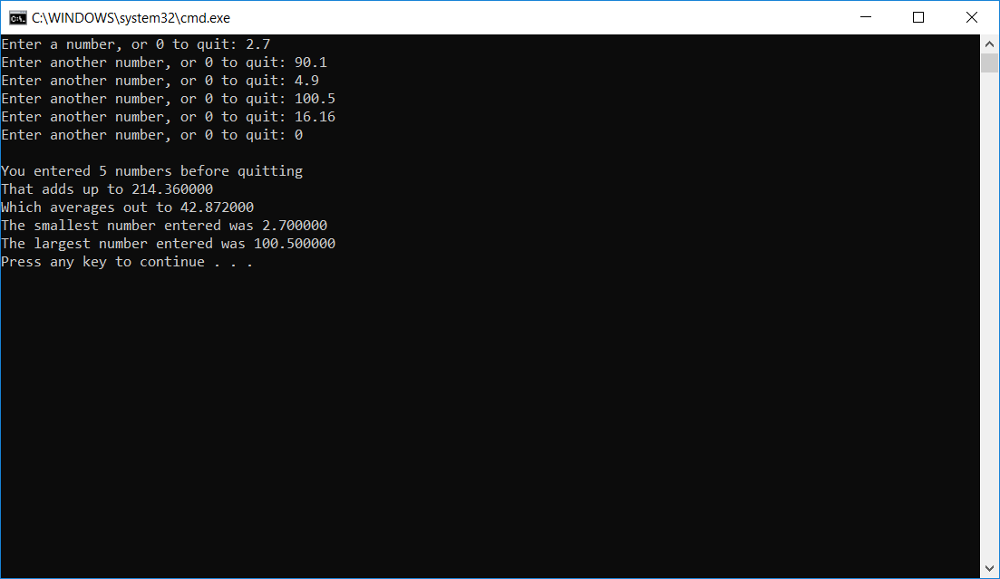 C:\WINDOWS\system32\cmd.exe
Enter a number, or 0 to quit: 2.7
Enter another number, or 0 to quit: 90.1
Enter another number, or 0 to quit: 4.9
Enter another number, or 0 to quit: 100.5
Enter another number, or 0 to quit: 16.16
Enter another number, or 0 to quit: 0
You entered 5 numbers before quitting
That adds up to 214.360000
Which averages out to 42.872000
The smallest number entered was 2.700000
The largest number entered was 100.500000
Press any key to continue . . .